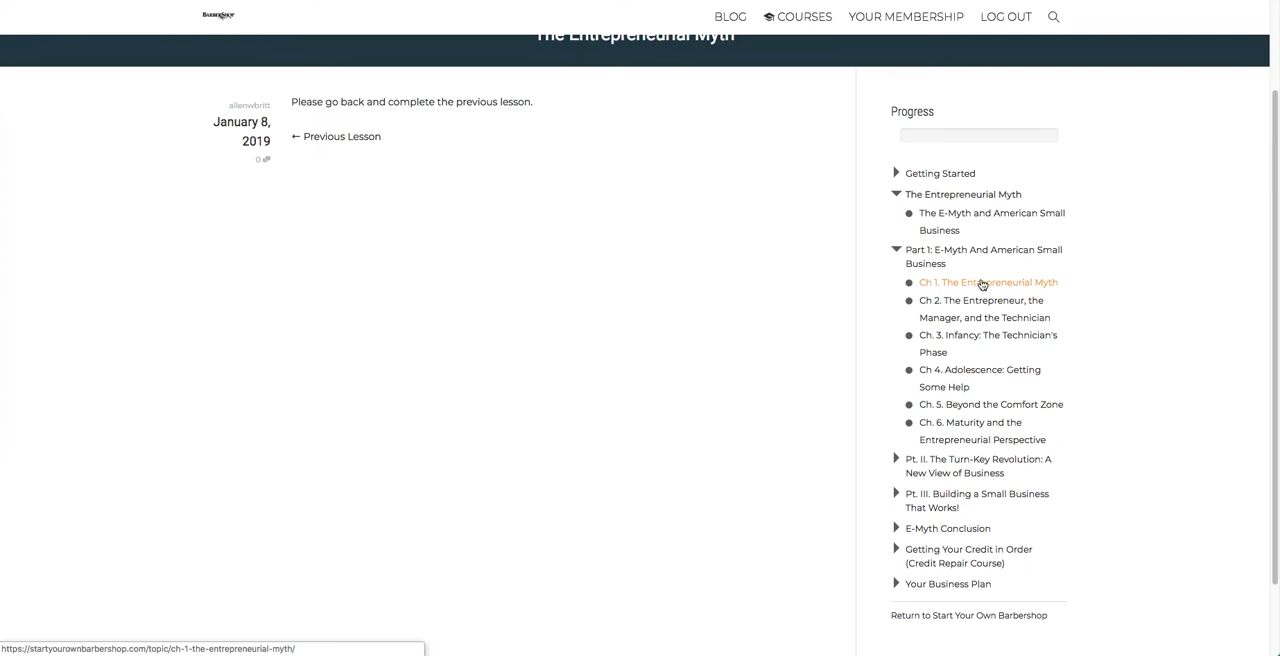 BARBERSHOP
BLOG
COURSES
YOUR MEMBERSHIP
LOG OUT
The Entrepreneurial Myth
allenwbritt
January 8,
2019
0
Please go back and complete the previous lesson.
← Previous Lesson
Progress
Getting Started
The Entrepreneurial Myth
The E-Myth and American Small
Business
Part 1: E-Myth And American Small
Business
Ch 1. The Entrepreneurial Myth
Ch 2. The Entrepreneur, the
Manager, and the Technician
Ch. 3. Infancy: The Technician's
Phase
Ch 4. Adolescence: Getting
Some Help
Ch. 5. Beyond the Comfort Zone
Ch. 6. Maturity and the
Entrepreneurial Perspective
Pt. II. The Turn-Key Revolution: A
New View of Business
Pt. III. Building a Small Business
That Works!
E-Myth Conclusion
Getting Your Credit in Order
(Credit Repair Course)
Your Business Plan
Return to Start Your Own Barbershop
https://startyourownbarbershop.com/topic/ch-1-the-entrepreneurial-myth/